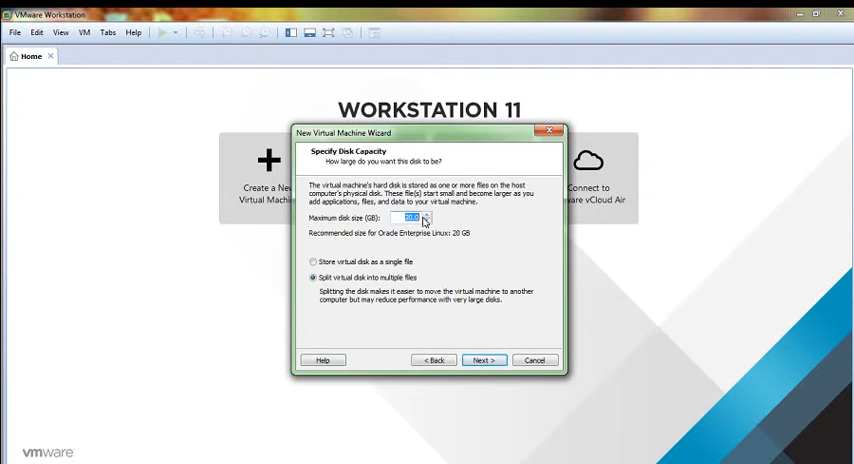 VMware Workstation
File Edit View VM Tabs Help
Home
WORKSTATION 11
Create a New
Virtual Machin
Connect to
ware vCloud Air
New Virtual Machine Wizard
Specify Disk Capacity
How large do you want this disk to be?
The virtual machine's hard disk is stored as one or more files on the host
computer's physical disk. These file(s) start small and become larger as you
add applications, files, and data to your virtual machine.
Maximum disk size (GB): 20.0
Recommended size for Oracle Enterprise Linux: 20 GB
Store virtual disk as a single file
Split virtual disk into multiple files
Splitting the disk makes it easier to move the virtual machine to another
computer but may reduce performance with very large disks.
Help < Back Next > Cancel
vmware